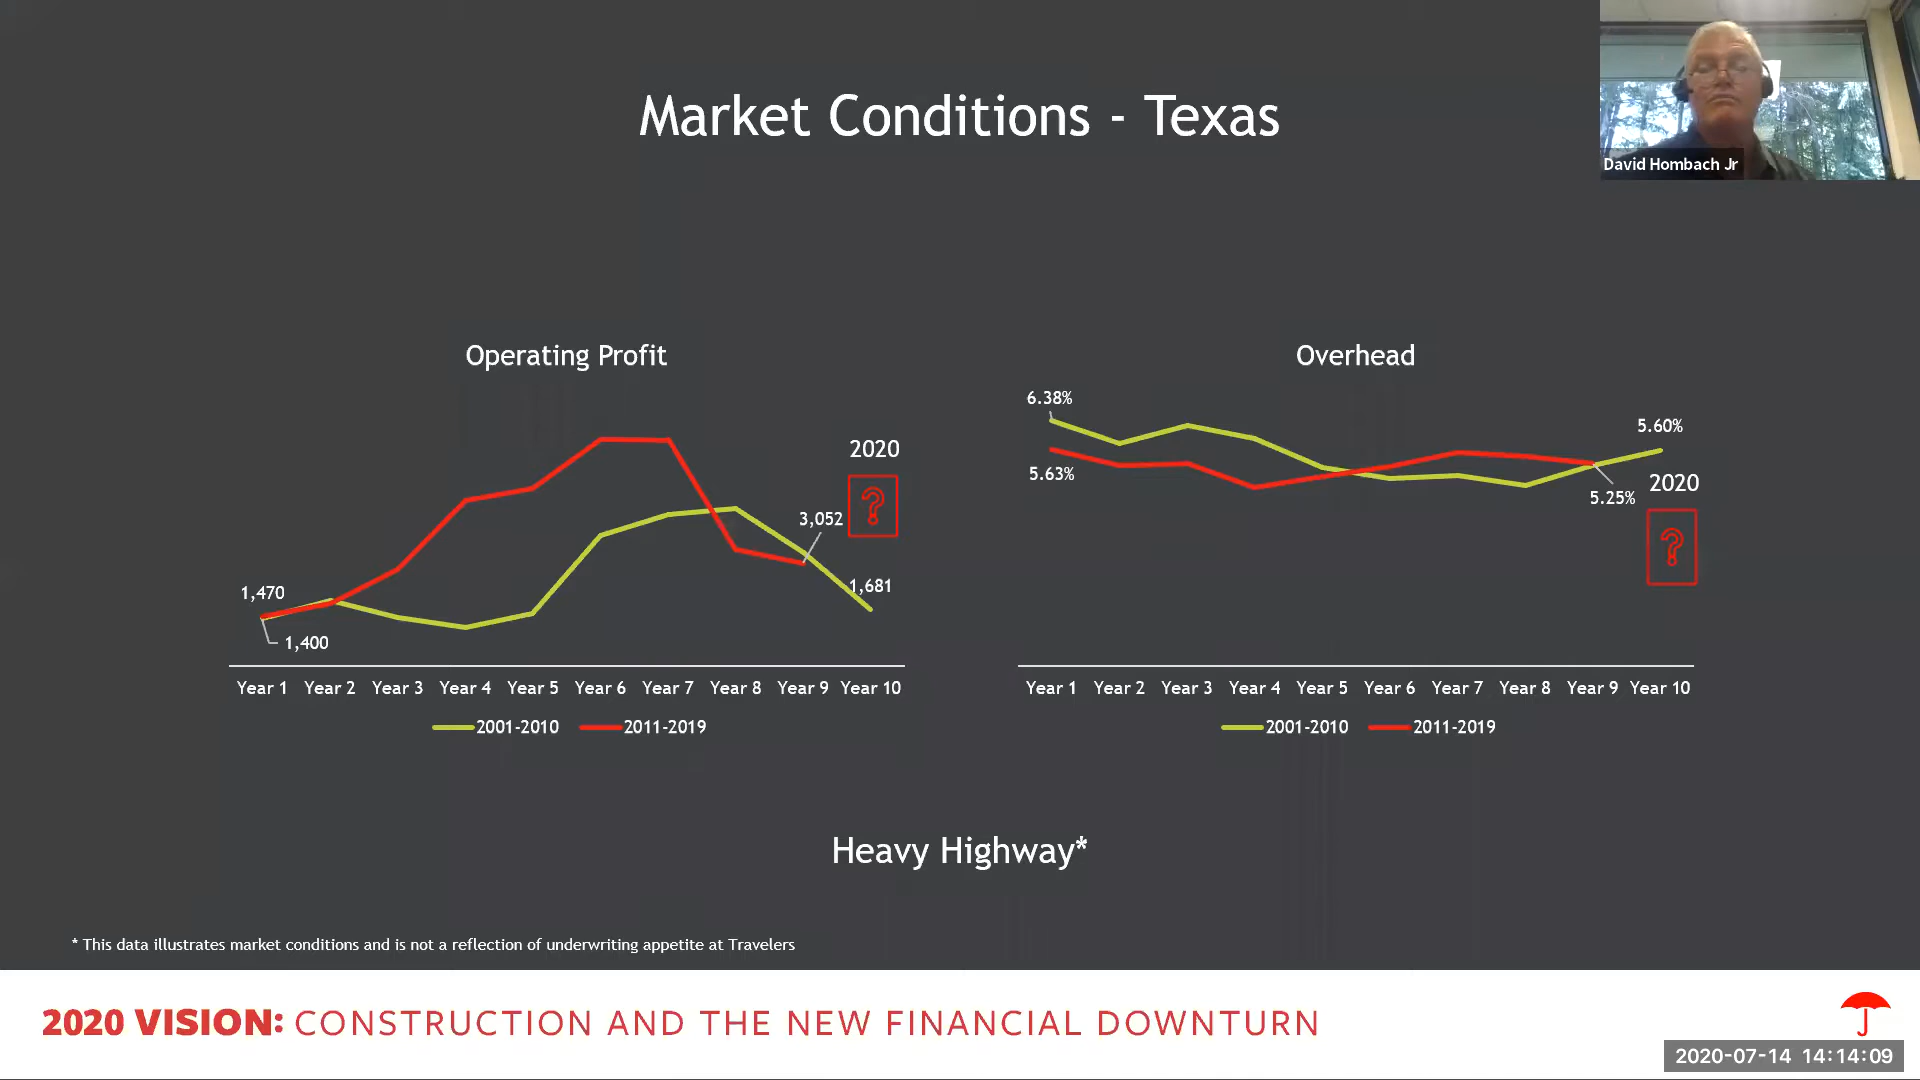 Market Conditions - Texas
David Hombach Jr
Operating Profit
2020
?
3,052
1,681
1,470
1,400
Year 1 Year 2 Year 3 Year 4 Year 5 Year 6 Year 7 Year 8 Year 9 Year 10
2001-2010 2011-2019
Overhead
6.38%
5.63%
5.60%
2020
5.25%
?
Year 1 Year 2 Year 3 Year 4 Year 5 Year 6 Year 7 Year 8 Year 9 Year 10
2001-2010 2011-2019
Heavy Highway*
* This data illustrates market conditions and is not a reflection of underwriting appetite at Travelers
2020 VISION: CONSTRUCTION AND THE NEW FINANCIAL DOWNTURN
2020-07-14 14:14:09